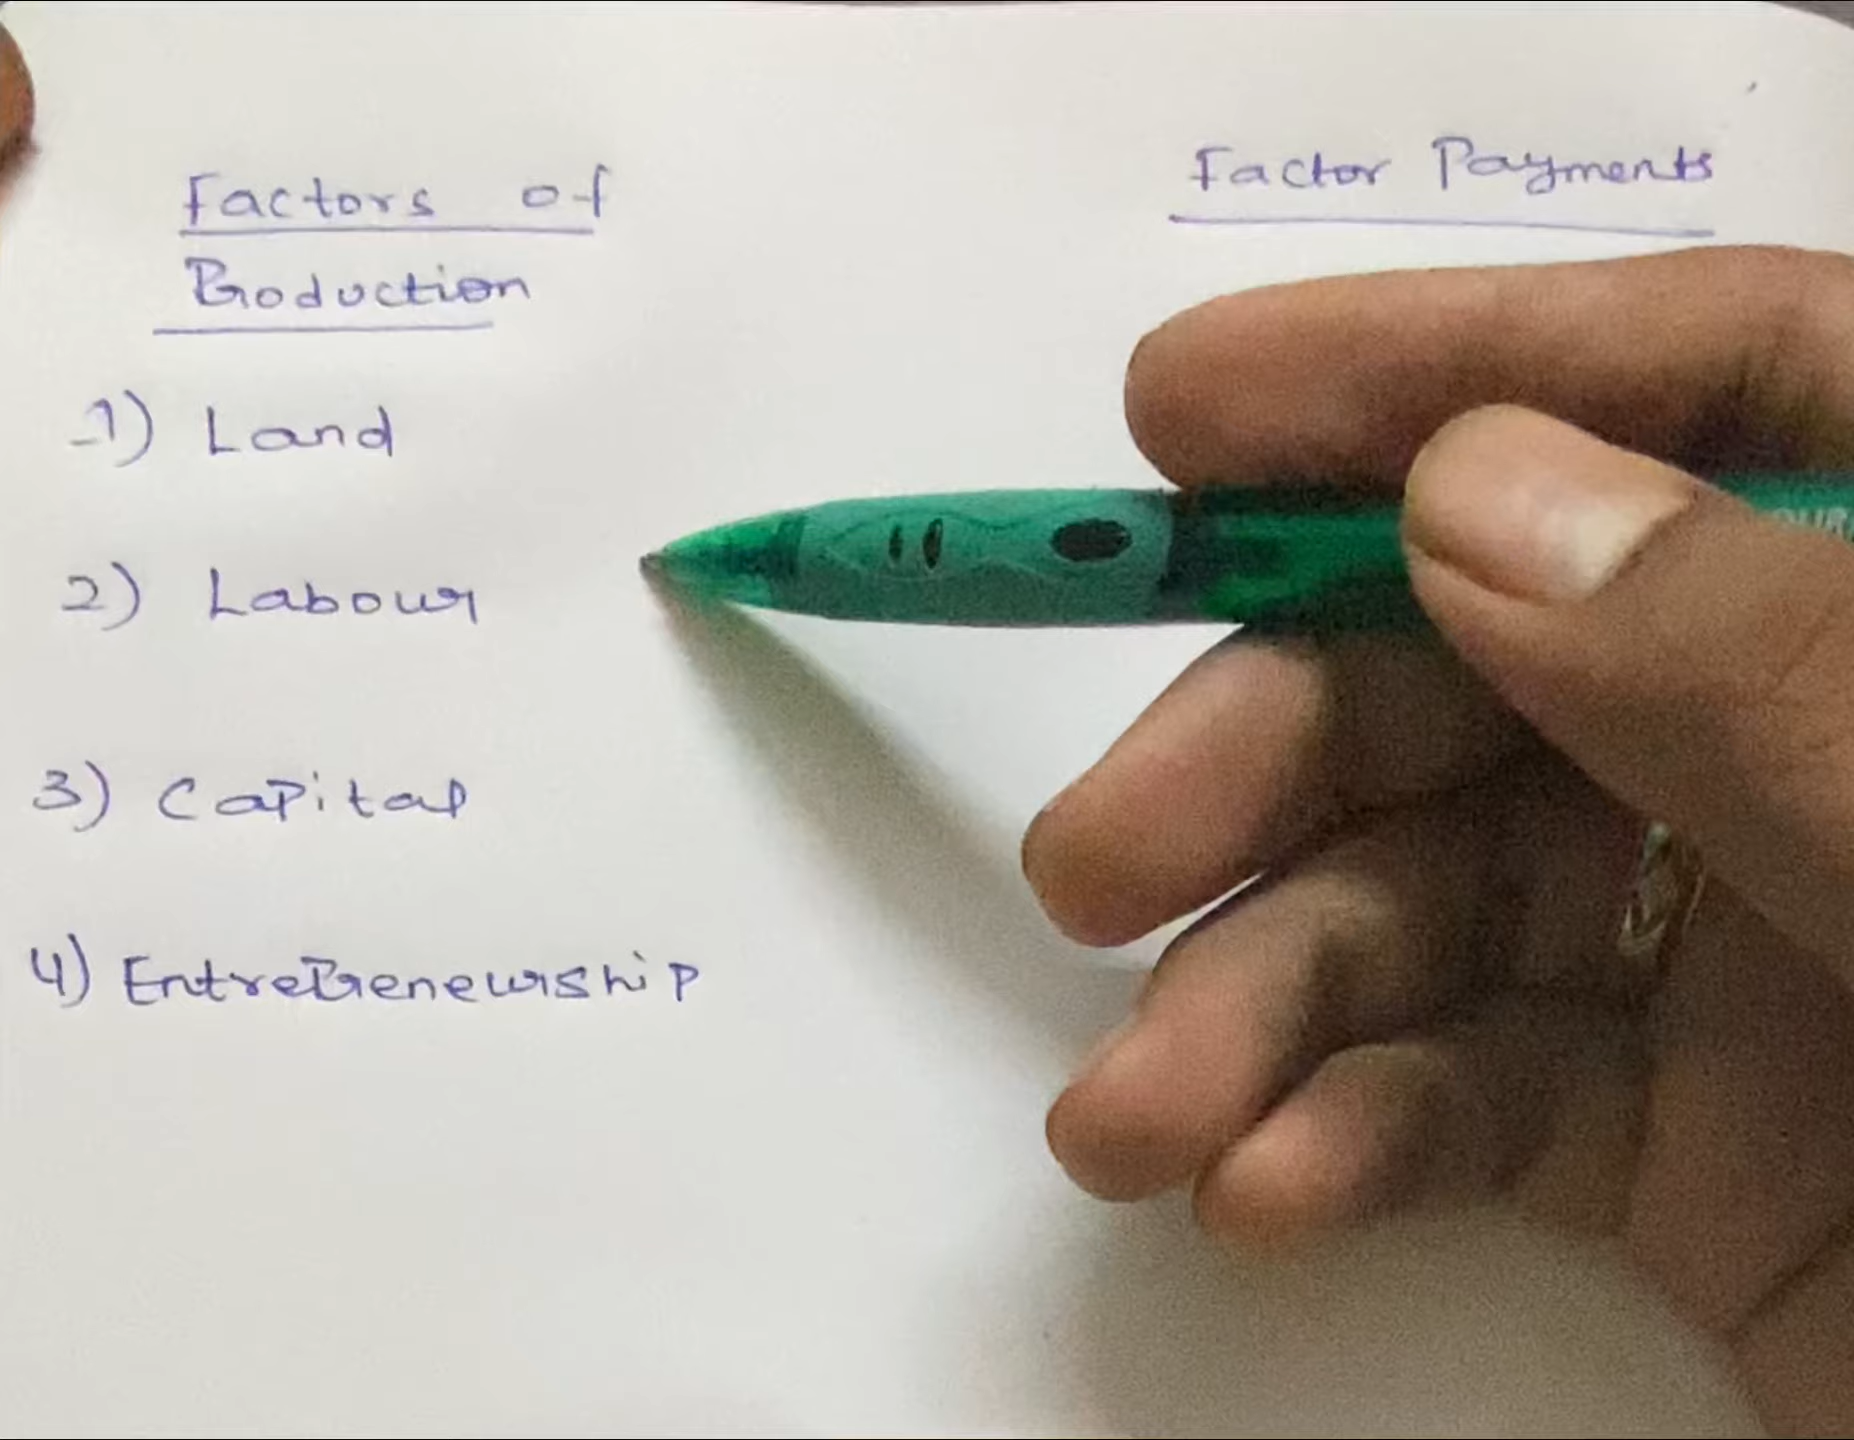 Factors of
Production
Factor Payments
1) Land
2) Labour
3) Capital
4) Entrepreneurship